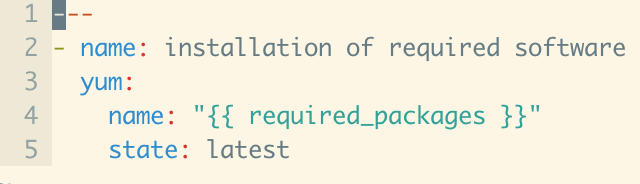 1 ---
2 - name: installation of required software
3   yum:
4     name: "{{ required_packages }}"
5     state: latest